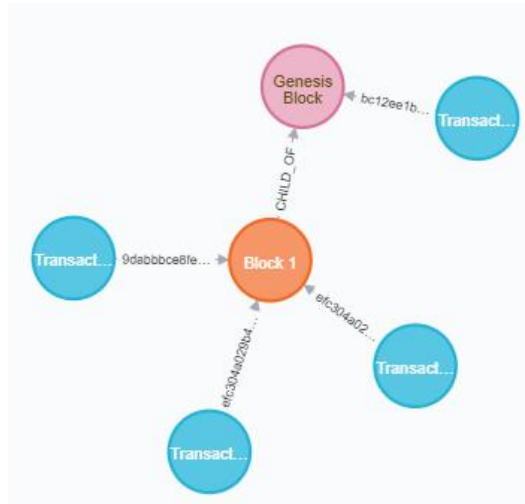 Genesis
Block
bc12ee1b...
Transact...
CHILD_OF
Transact...
9dabbbce8fe...
Block 1
efc304a02...
Transact...
efc304a029b4...
Transact...